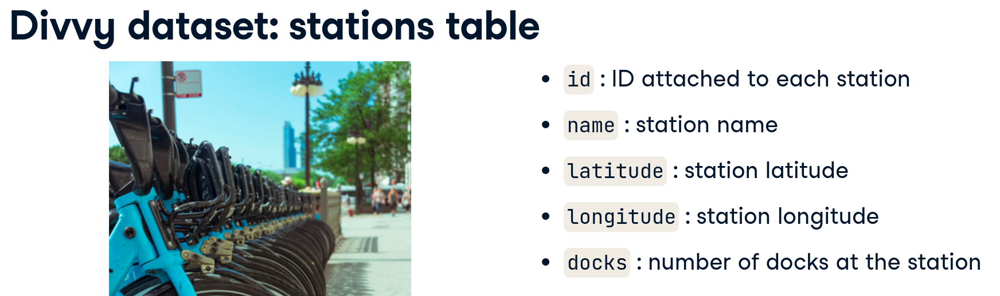 Divvy dataset: stations table
• id : ID attached to each station
• name : station name
• latitude : station latitude
• longitude : station longitude
• docks : number of docks at the station